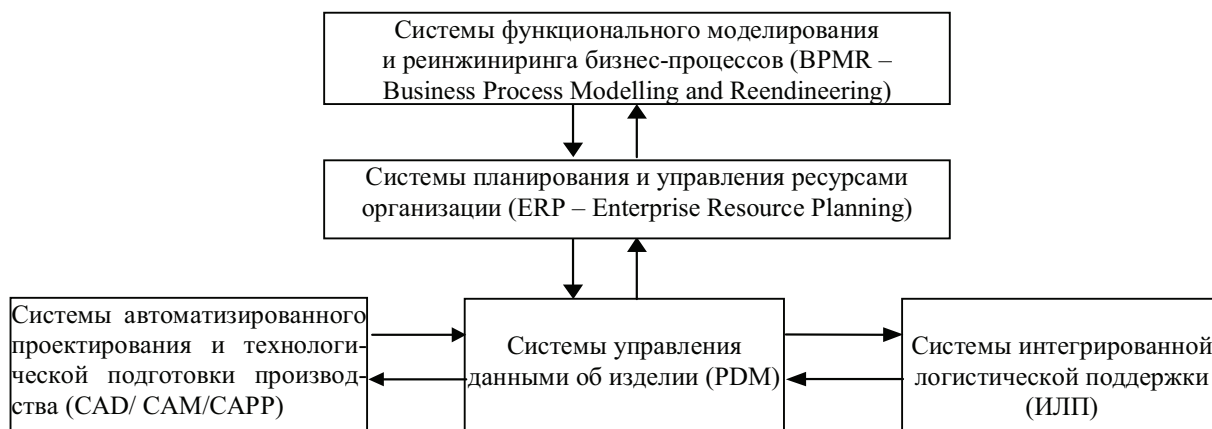 Системы функционального моделирования
и реинжиниринга бизнес-процессов (BPMR –
Business Process Modelling and Reendineering)
Системы планирования и управления ресурсами
организации (ERP – Enterprise Resource Planning)
Системы автоматизированного
проектирования и технологи-
ческой подготовки производ-
ства (CAD/ CAM/CAPP)
Системы управления
данными об изделии (PDM)
Системы интегрированной
логистической поддержки
(ИЛП)